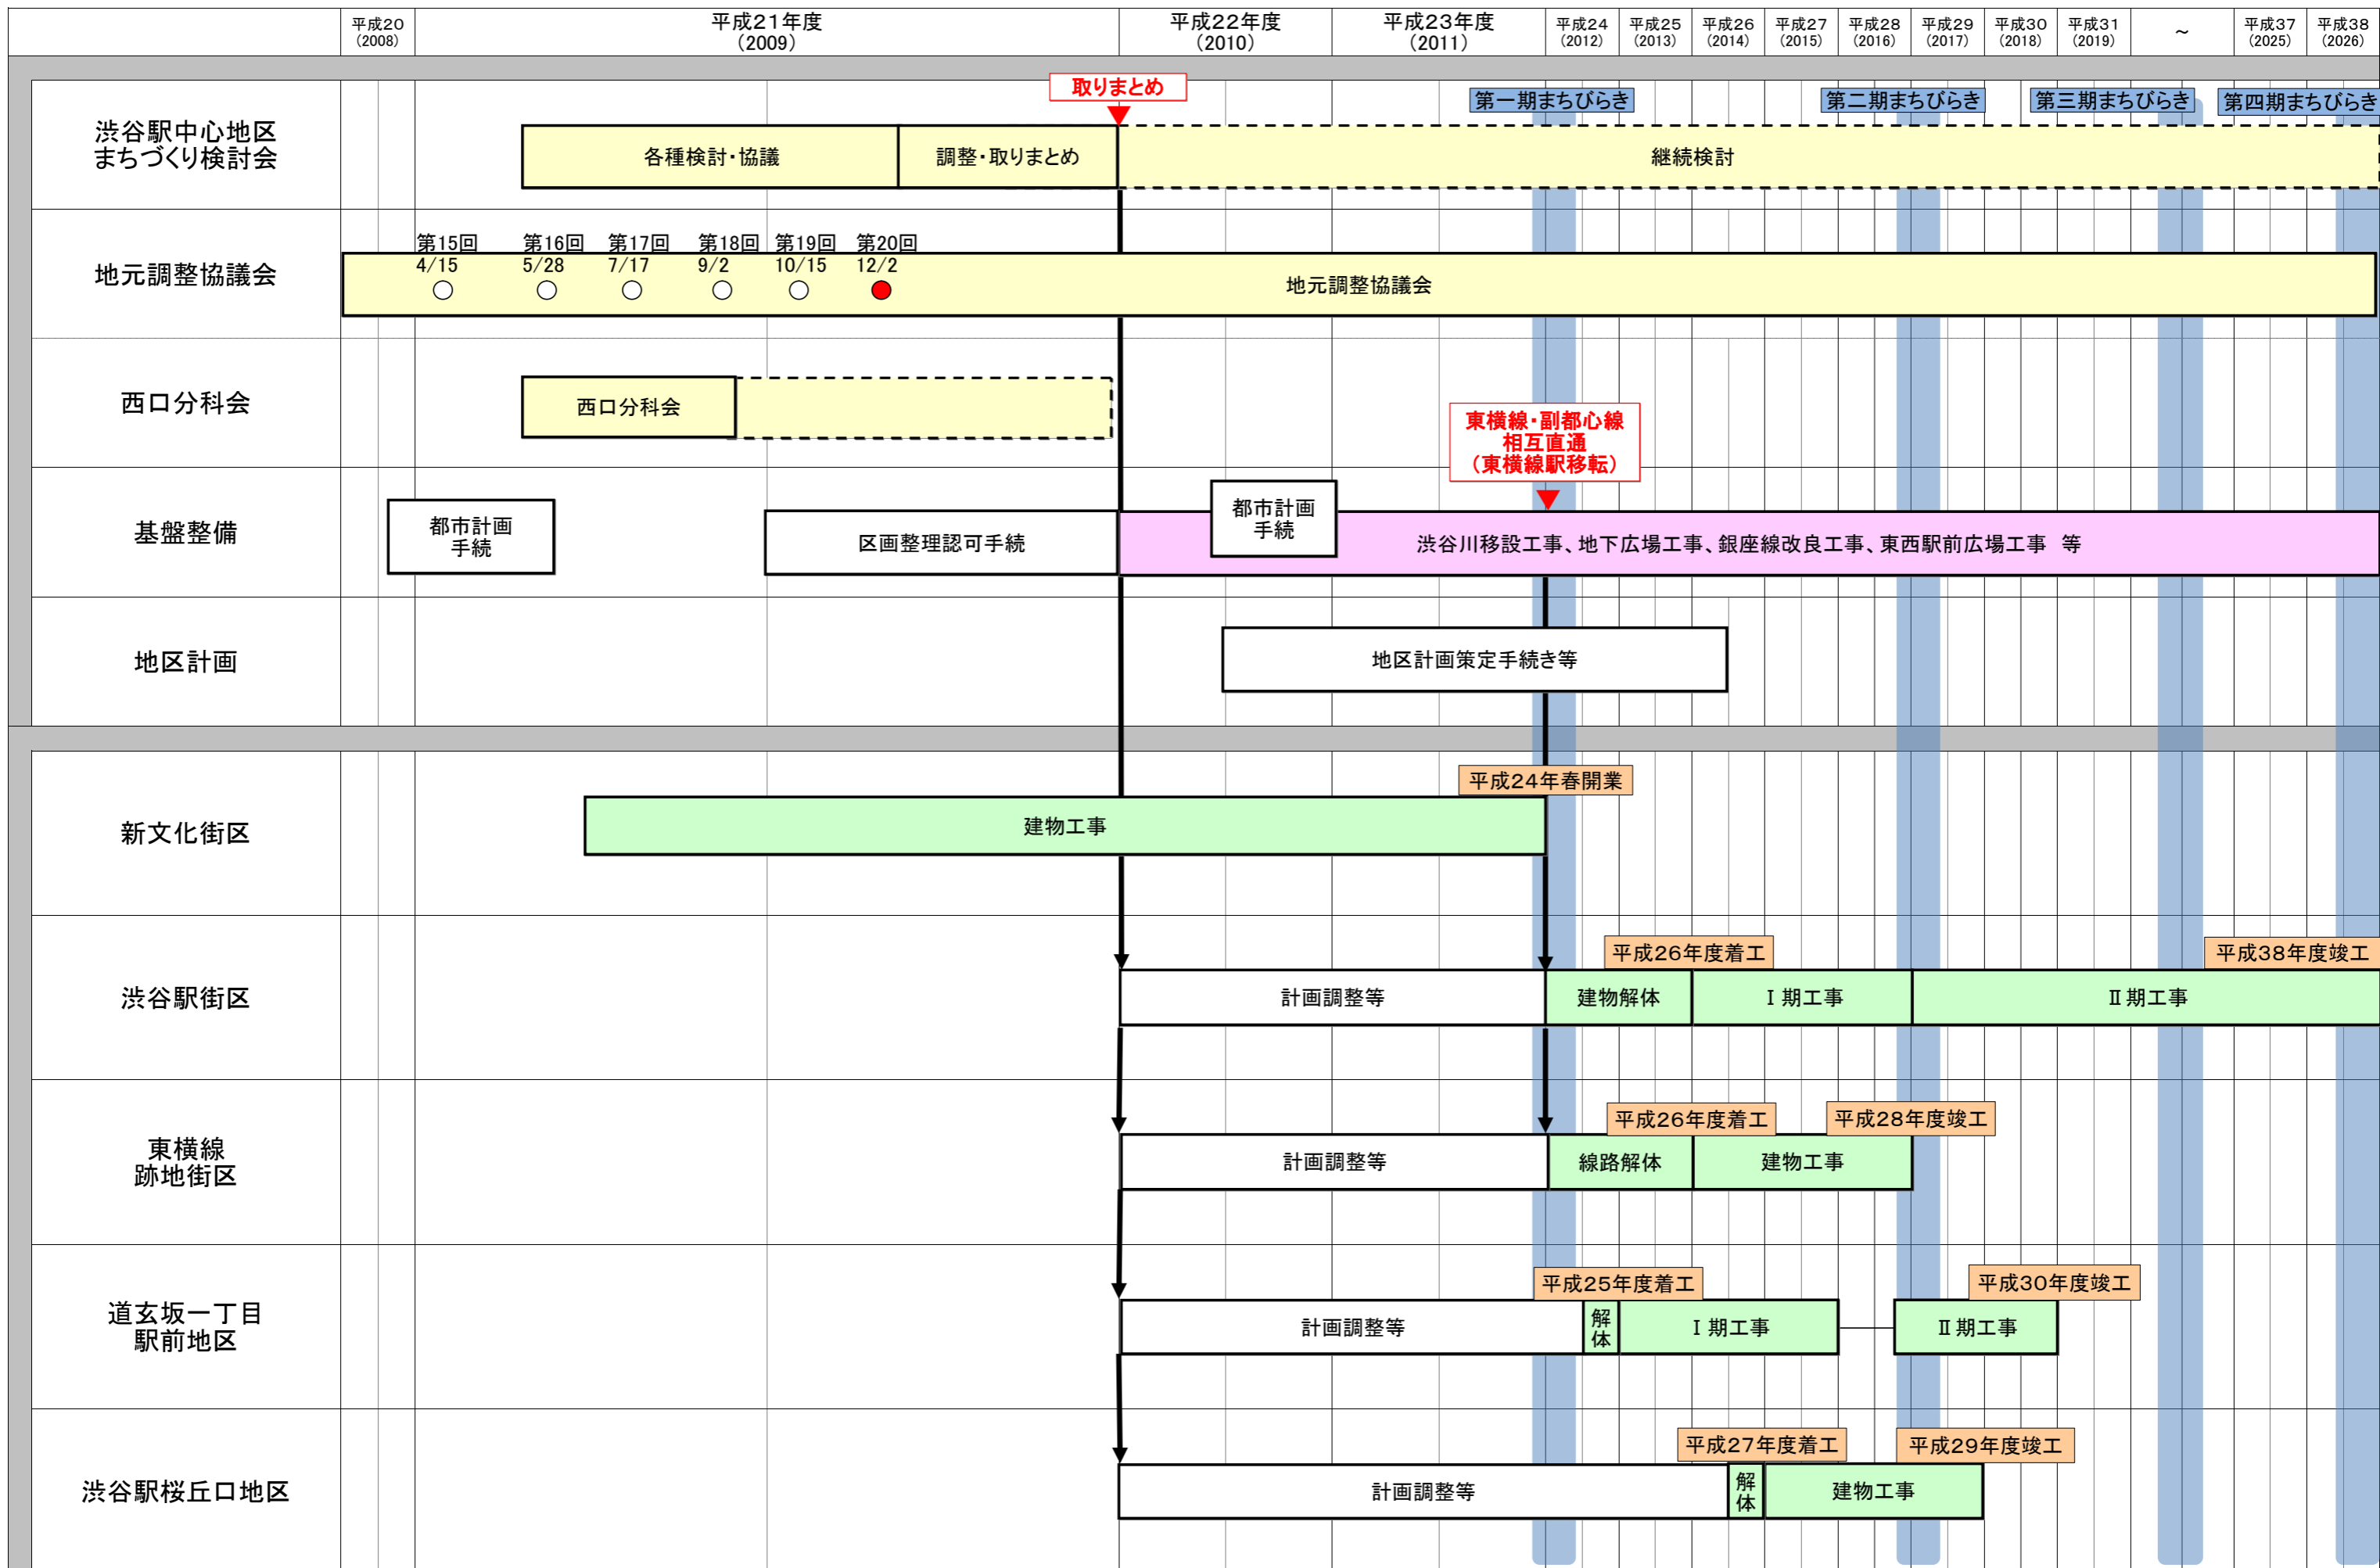 平成20
(2008)
平成21年度
(2009)
平成22年度
(2010)
平成23年度
(2011)
平成24
(2012)
平成25
(2013)
平成26
(2014)
平成27
(2015)
平成28
(2016)
平成29
(2017)
平成30
(2018)
平成31
(2019)
～
平成37
(2025)
平成38
(2026)
取りまとめ
第一期まちびらき
第二期まちびらき
第三期まちびらき
第四期まちびらき
渋谷駅中心地区
まちづくり検討会
各種検討・協議
調整・取りまとめ
継続検討
地元調整協議会
第15回
4/15
第16回
5/28
第17回
7/17
第18回
9/2
第19回
10/15
第20回
12/2
地元調整協議会
西口分科会
西口分科会
東横線・副都心線
相互直通
(東横線駅移転)
基盤整備
都市計画
手続
区画整理認可手続
都市計画
手続
渋谷川移設工事、地下広場工事、銀座線改良工事、東西駅前広場工事 等
地区計画
地区計画策定手続き等
新文化街区
平成24年春開業
建物工事
渋谷駅街区
平成26年度着工
平成38年度竣工
計画調整等
建物解体
Ⅰ期工事
Ⅱ期工事
東横線
跡地街区
平成26年度着工
平成28年度竣工
計画調整等
線路解体
建物工事
道玄坂一丁目
駅前地区
平成25年度着工
平成30年度竣工
計画調整等
解
体
Ⅰ期工事
Ⅱ期工事
渋谷駅桜丘口地区
平成27年度着工
平成29年度竣工
計画調整等
解
体
建物工事